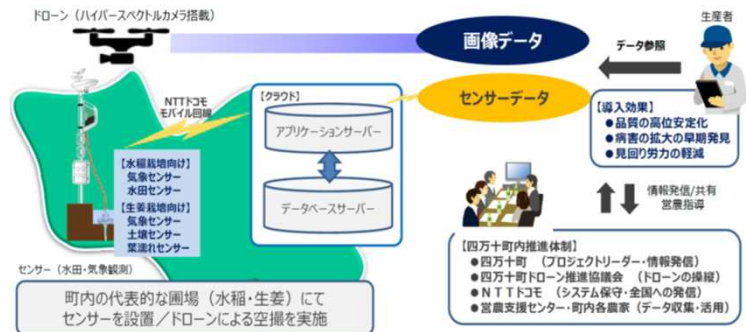 ドローン(ハイパースペクトルカメラ搭載)
画像データ
生産者
データ参照
NTTドコモ
モバイル回線
【クラウド】
センサーデータ
アプリケーションサーバー
データベースサーバー
【導入効果】
●品質の高位安定化
●病害の拡大の早期発見
●見回り労力の軽減
【水稲栽培向け】
気象センサー
水田センサー
【生姜栽培向け】
気象センサー
土壌センサー
葉濡れセンサー
情報発信/共有
営農指導
センサー(水田・気象観測)
町内の代表的な圃場(水稲・生姜)にて
センサーを設置/ドローンによる空撮を実施
【四万十町内推進体制】
●四万十町 (プロジェクトリーダー・情報発信)
●四万十町ドローン推進協議会 (ドローンの操縦)
●NTTドコモ (システム保守・全国への発信)
●営農支援センター・町内各農家(データ収集・活用)